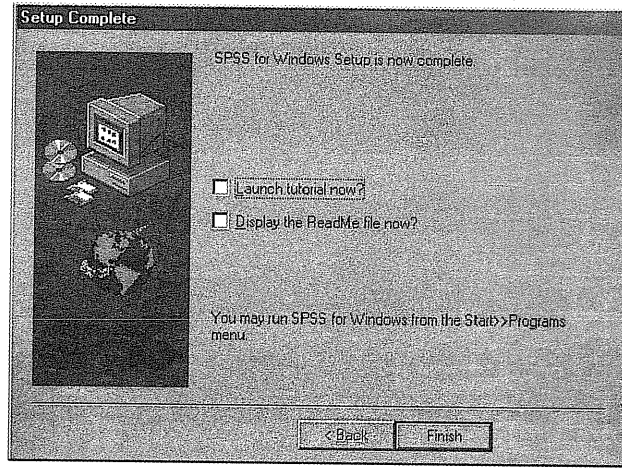 Setup Complete
SPSS for Windows Setup is now complete.
Launch tutorial now?
Display the ReadMe file now?
You may run SPSS for Windows from the Start>>Programs
menu.
< Back
Finish